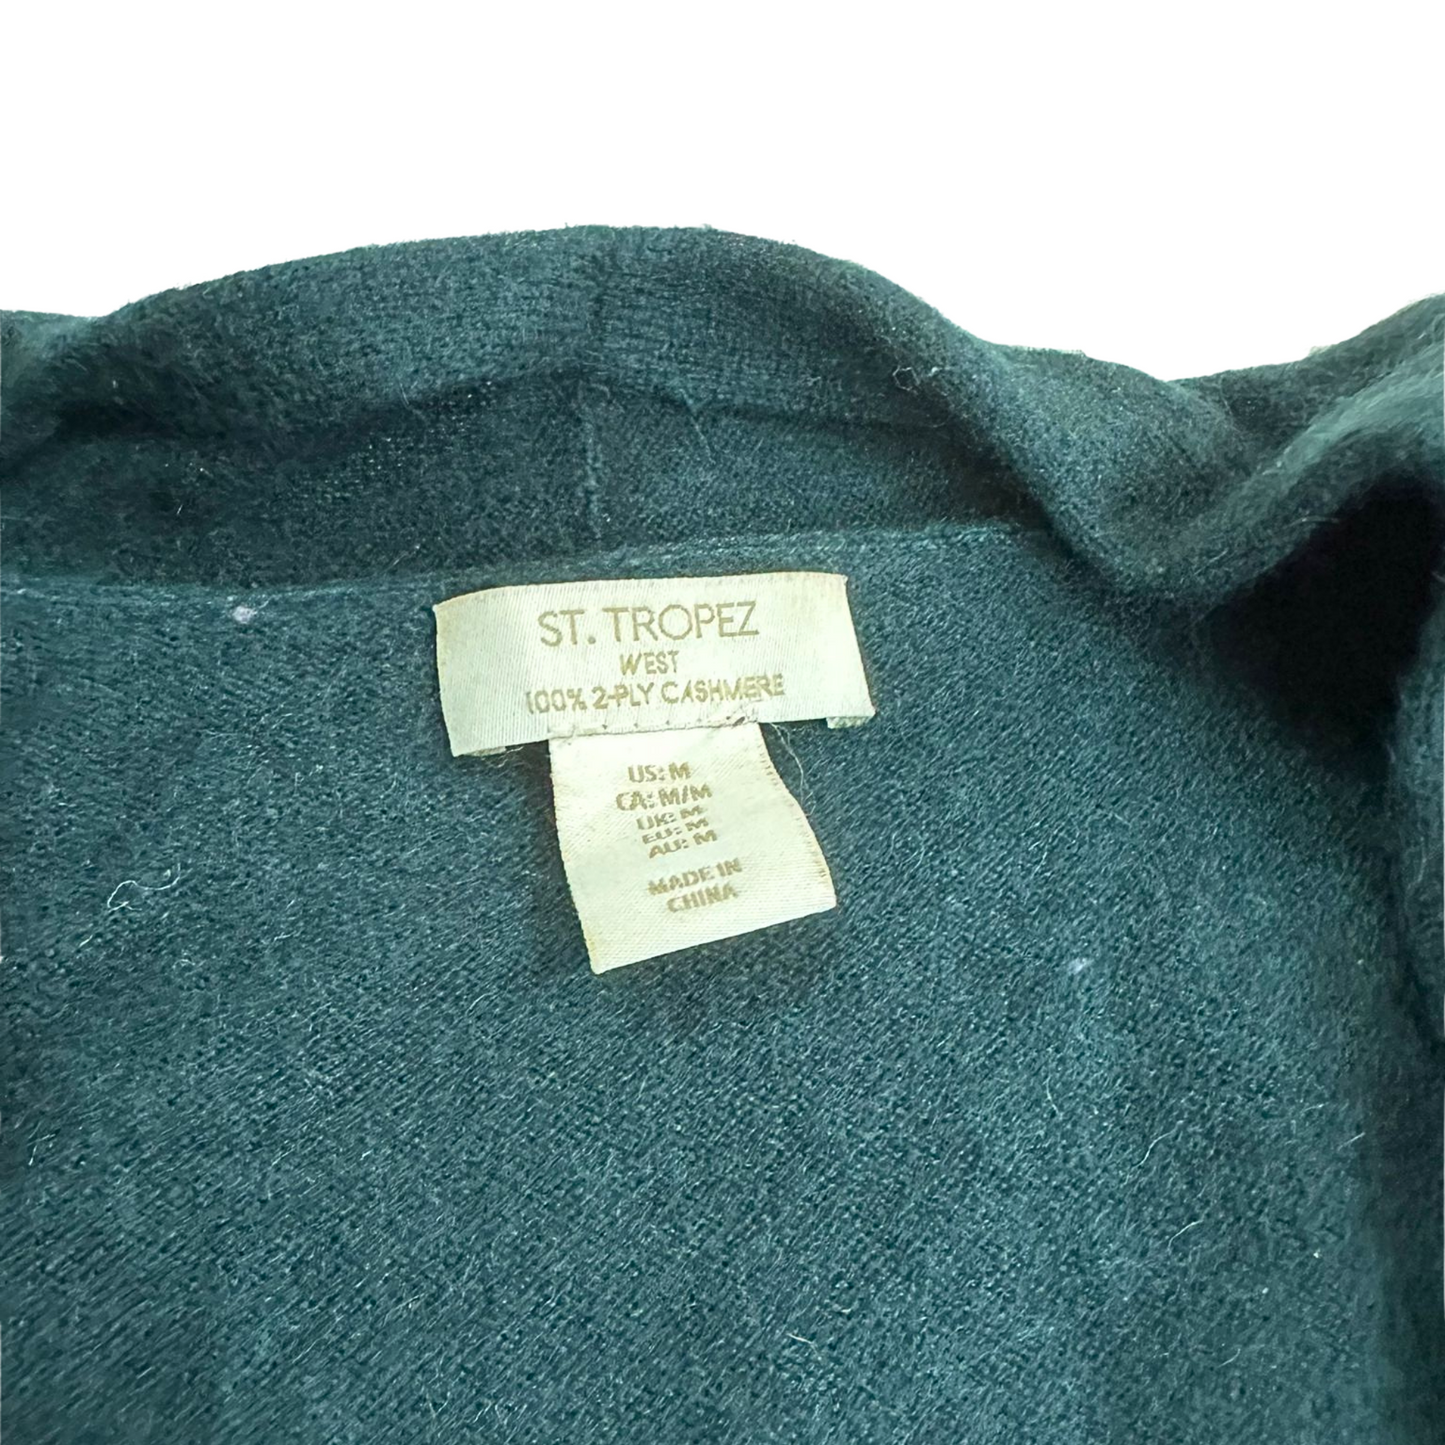 ST. TROPEZ
WEST
100% 2-PLY CASHMERE
US: M
CA: M/M
UK: M
EU: M
AU: M
MADE IN
CHINA